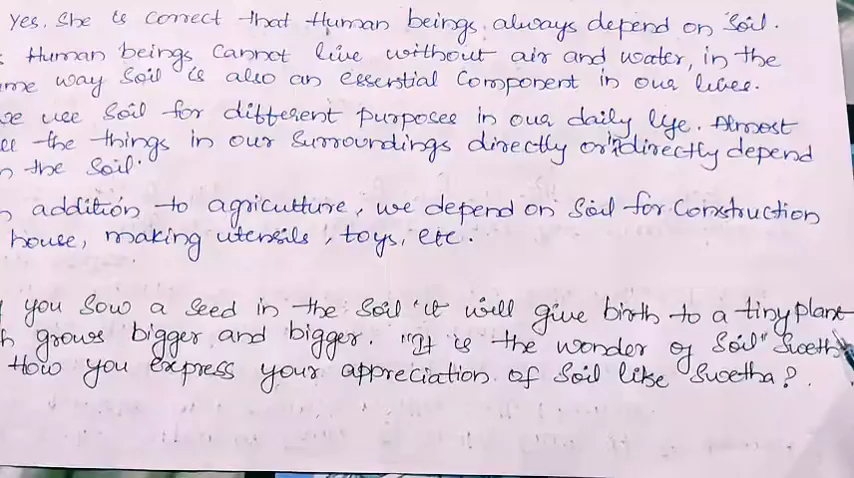 Yes. She is correct that Human beings always depend on Soil.
Human beings cannot live without air and water, in the
way Soil is also an essential Component in our lives.
use Soil for different purposes in our daily life. Almost
the things in our surroundings directly or indirectly depend
the Soil.
addition to agriculture, we depend on Soil for Construction
house, making utensils, toys, etc.
you Sow a Seed in the Soil it will give birth to a tiny plant
grows bigger and bigger. "It is the wonder of Soil" Swetha
How you express your appreciation of Soil like Swetha?